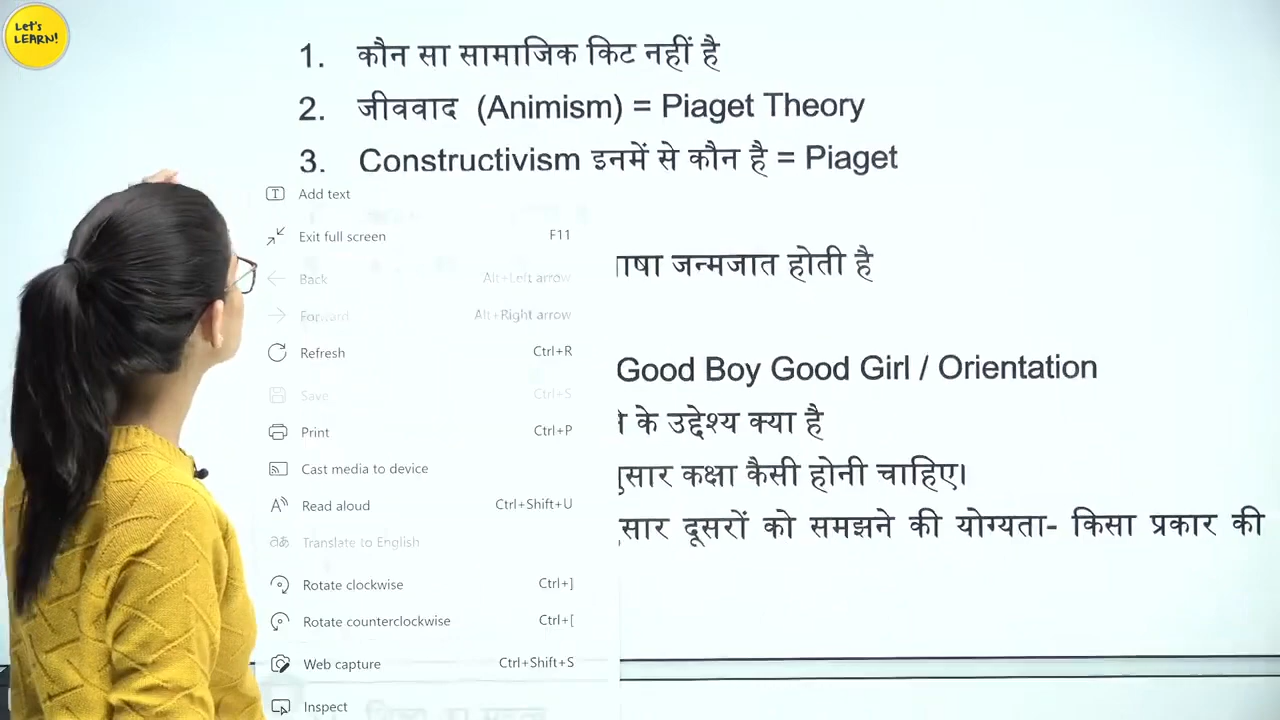 Let's
LEARN!
1. कौन सा सामाजिक किट नहीं है
2. जीववाद (Animism) = Piaget Theory
3. Constructivism इनमें से कौन है = Piaget
Add text
Exit full screen F11
भाषा जन्मजात होती है
Back Alt+Left arrow
Forward Alt+Right arrow
Refresh Ctrl+R
Good Boy Good Girl / Orientation
Save Ctrl+S
के उद्देश्य क्या है
Print Ctrl+P
Cast media to device
कक्षा कैसी होनी चाहिए।
Read aloud Ctrl+Shift+U
दूसरों को समझने की योग्यता- किसा प्रकार की
Translate to English
Rotate clockwise Ctrl+]
Rotate counterclockwise Ctrl+[
Web capture Ctrl+Shift+S
Inspect